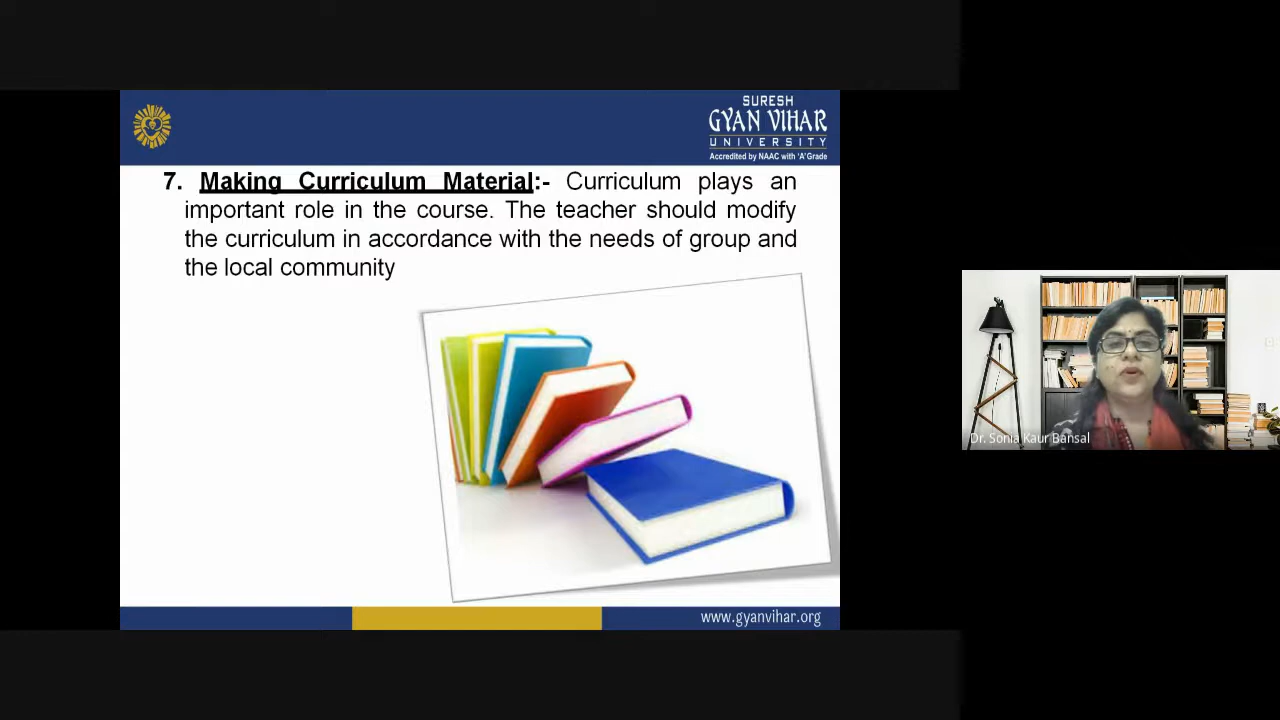 SURESH
GYAN VIHAR
UNIVERSITY
Accredited by NAAC with 'A' Grade
7. Making Curriculum Material:- Curriculum plays an
important role in the course. The teacher should modify
the curriculum in accordance with the needs of group and
the local community
Dr. Sonia Kaur Bansal
www.gyanvihar.org